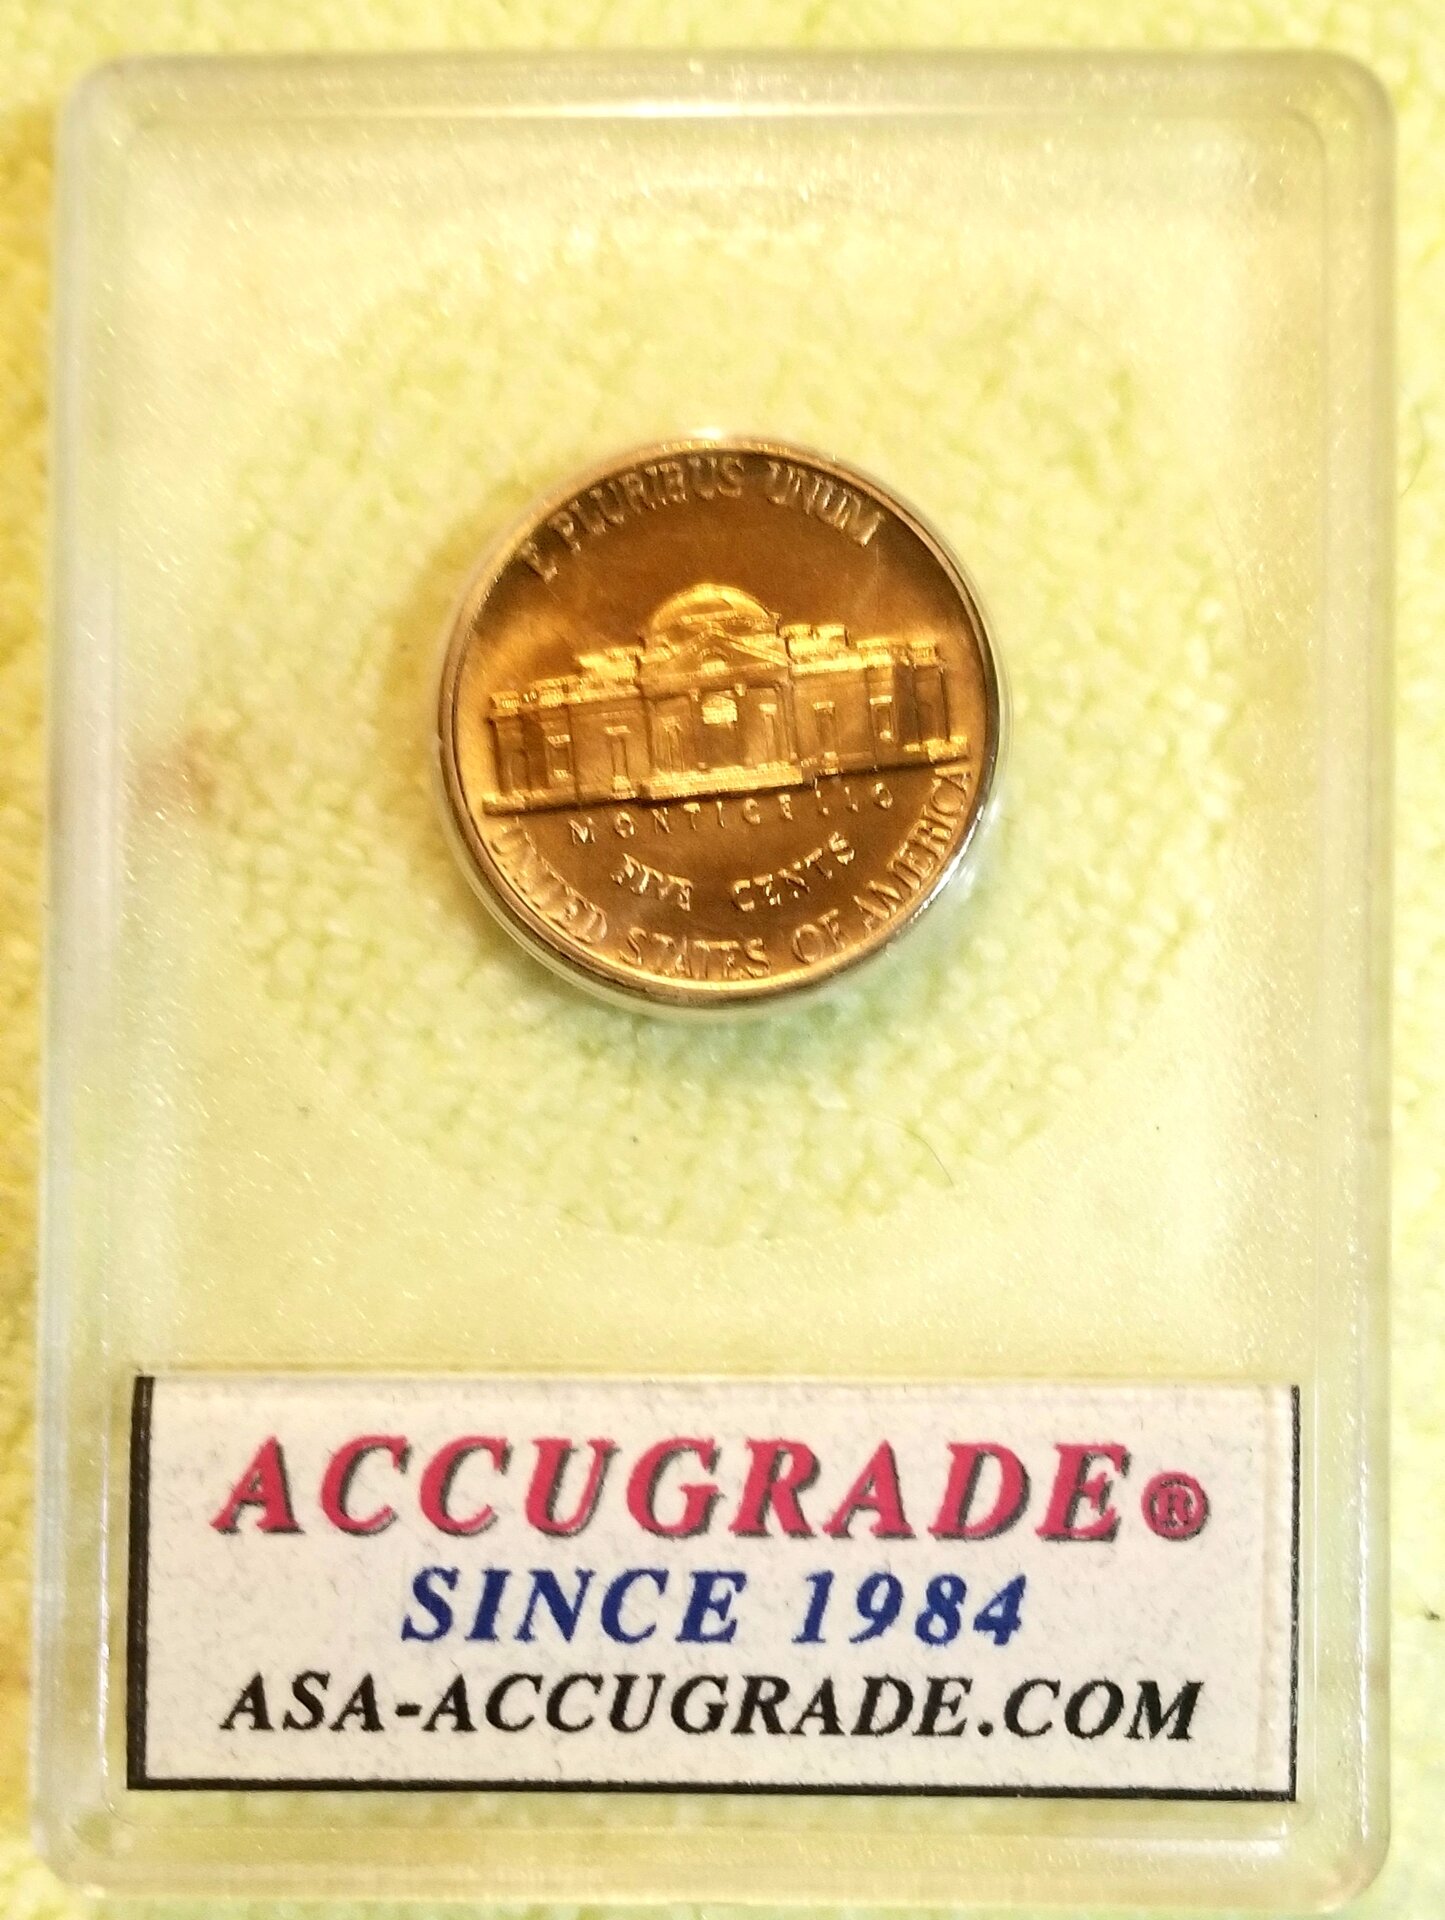 E PLURIBUS UNUM
MONTICELLO
FIVE CENTS
UNITED STATES OF AMERICA
ACCUGRADE®
SINCE 1984
ASA-ACCUGRADE.COM